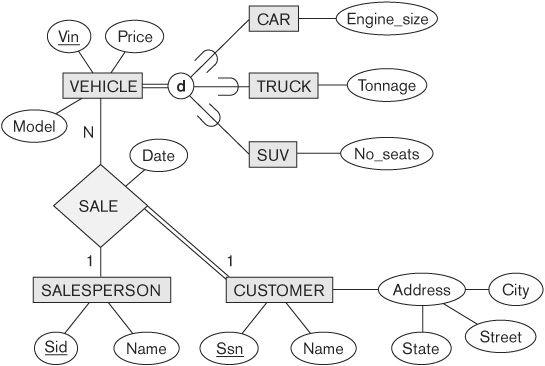 CAR
Engine_size
Vin
Price
VEHICLE
d
TRUCK
Tonnage
Model
N
Date
SUV
No_seats
SALE
1
1
SALESPERSON
CUSTOMER
Address
City
Sid
Name
Ssn
Name
State
Street